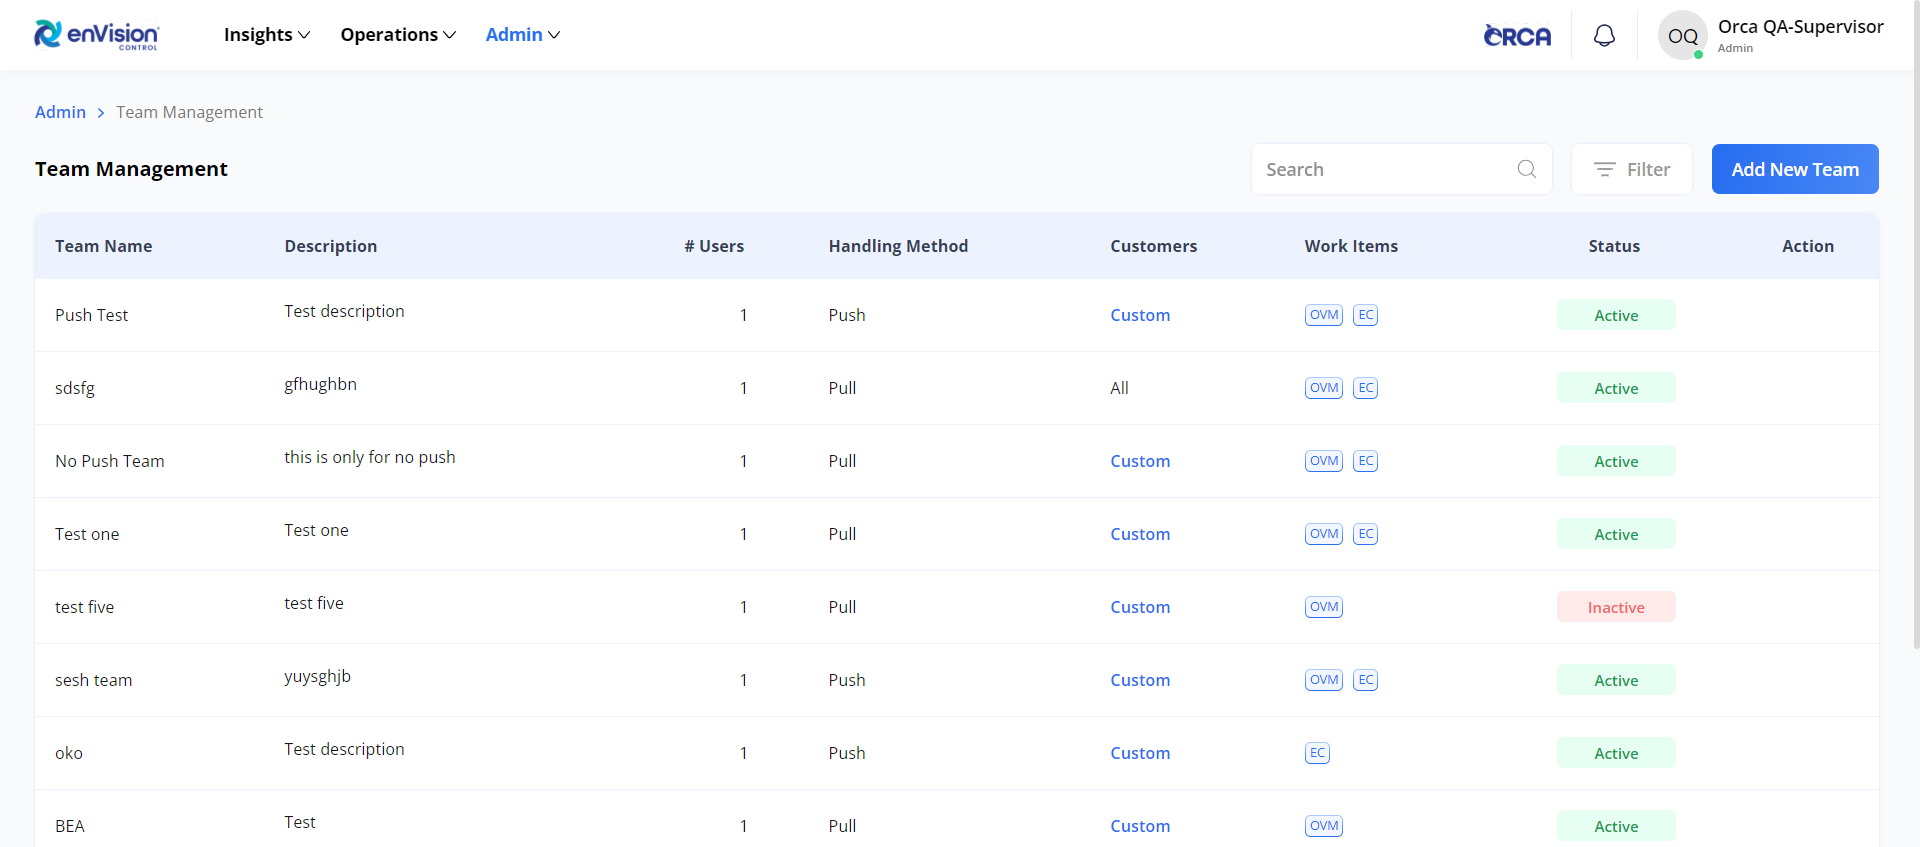 enVision CONTROL Insights Operations Admin ORCA OQ Orca QA-Supervisor
Admin
Admin > Team Management
Team Management Search Filter Add New Team
Team Name Description # Users Handling Method Customers Work Items Status Action
Push Test Test description 1 Push Custom OVM EC Active
sdsfg gfhughbn 1 Pull All OVM EC Active
No Push Team this is only for no push 1 Pull Custom OVM EC Active
Test one Test one 1 Pull Custom OVM EC Active
test five test five 1 Pull Custom OVM Inactive
sesh team yuysghjb 1 Push Custom OVM EC Active
oko Test description 1 Push Custom EC Active
BEA Test 1 Pull Custom OVM Active